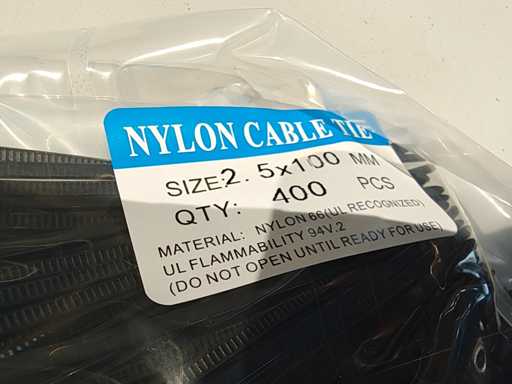 NYLON CABLE TIE
SIZE:2.5x100 MM
QTY: 400 PCS
MATERIAL: NYLON 66(UL RECOGNIZED)
UL FLAMMABILITY 94V.2
(DO NOT OPEN UNTIL READY FOR USE)